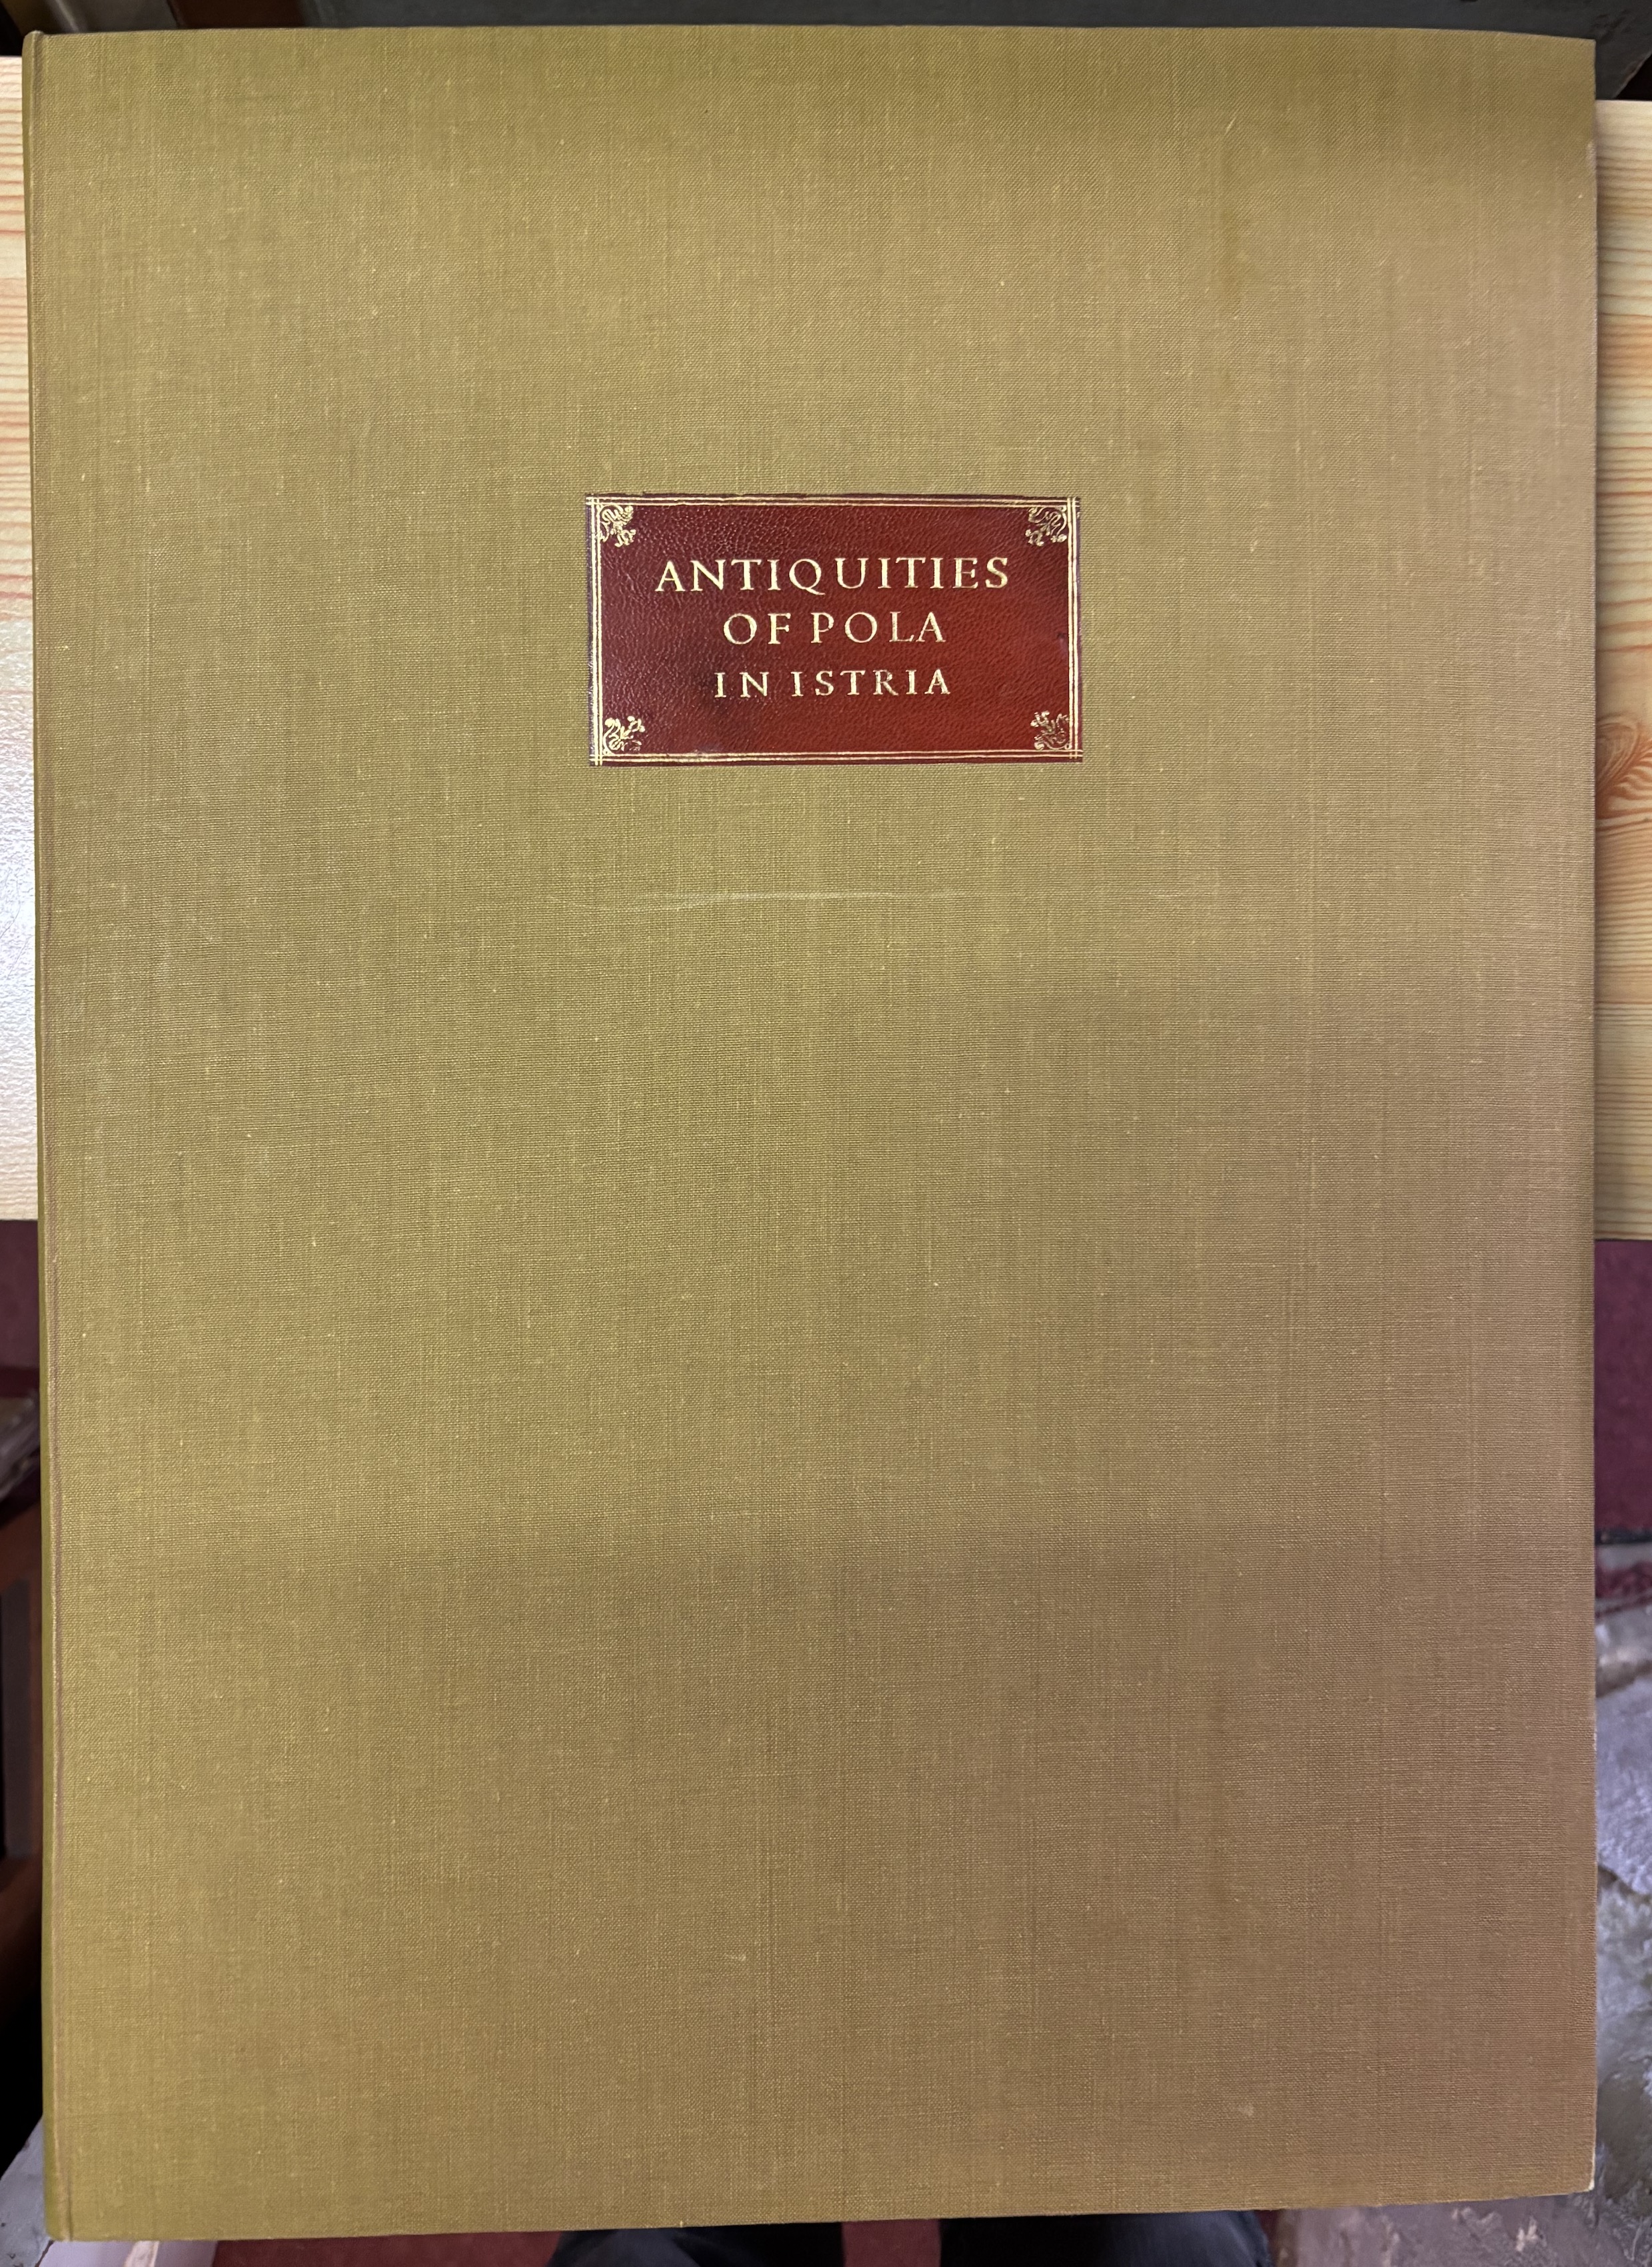 ANTIQUITIES
OF POLA
IN ISTRIA